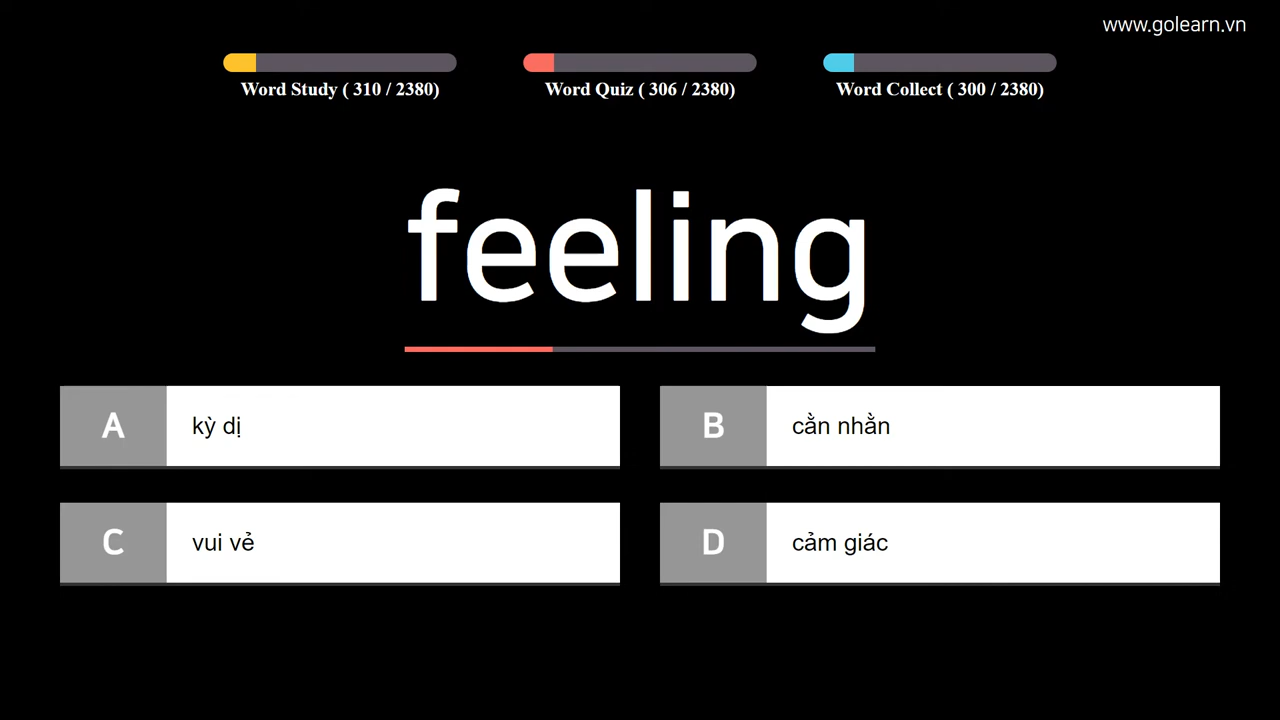 www.golearn.vn
Word Study ( 310 / 2380)
Word Quiz ( 306 / 2380)
Word Collect ( 300 / 2380)
feeling
A kỳ dị
B cằn nhằn
C vui vẻ
D cảm giác